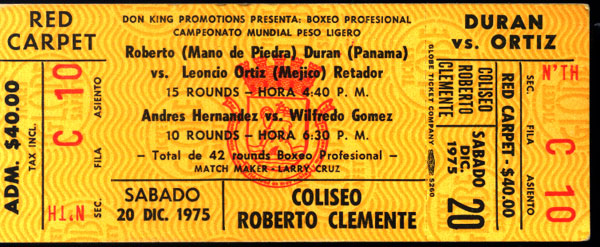 RED
CARPET
ADM. $40.00
TAX INCL.
C 10
FILA ASIENTO
N'TH
SEC.
DON KING PROMOTIONS PRESENTA: BOXEO PROFESIONAL
CAMPEONATO MUNDIAL PESO LIGERO
Roberto (Mano de Piedra) Duran (Panama)
vs. Leoncio Ortiz (Mejico) Retador
15 ROUNDS - HORA 4:40 P. M.
Andres Hernandez vs. Wilfredo Gomez
10 ROUNDS - HORA 6:30 P. M.
- Total de 42 rounds Boxeo Profesional -
MATCH MAKER - LARRY CRUZ
SABADO
20 DIC. 1975
COLISEO
ROBERTO CLEMENTE
DURAN
vs. ORTIZ
GLOBE TICKET COMPANY 5260
COLISEO
ROBERTO
CLEMENTE
SABADO
DIC.
1975
20
RED CARPET - $40.00
SEC. FILA ASIENTO
N'TH
C 10